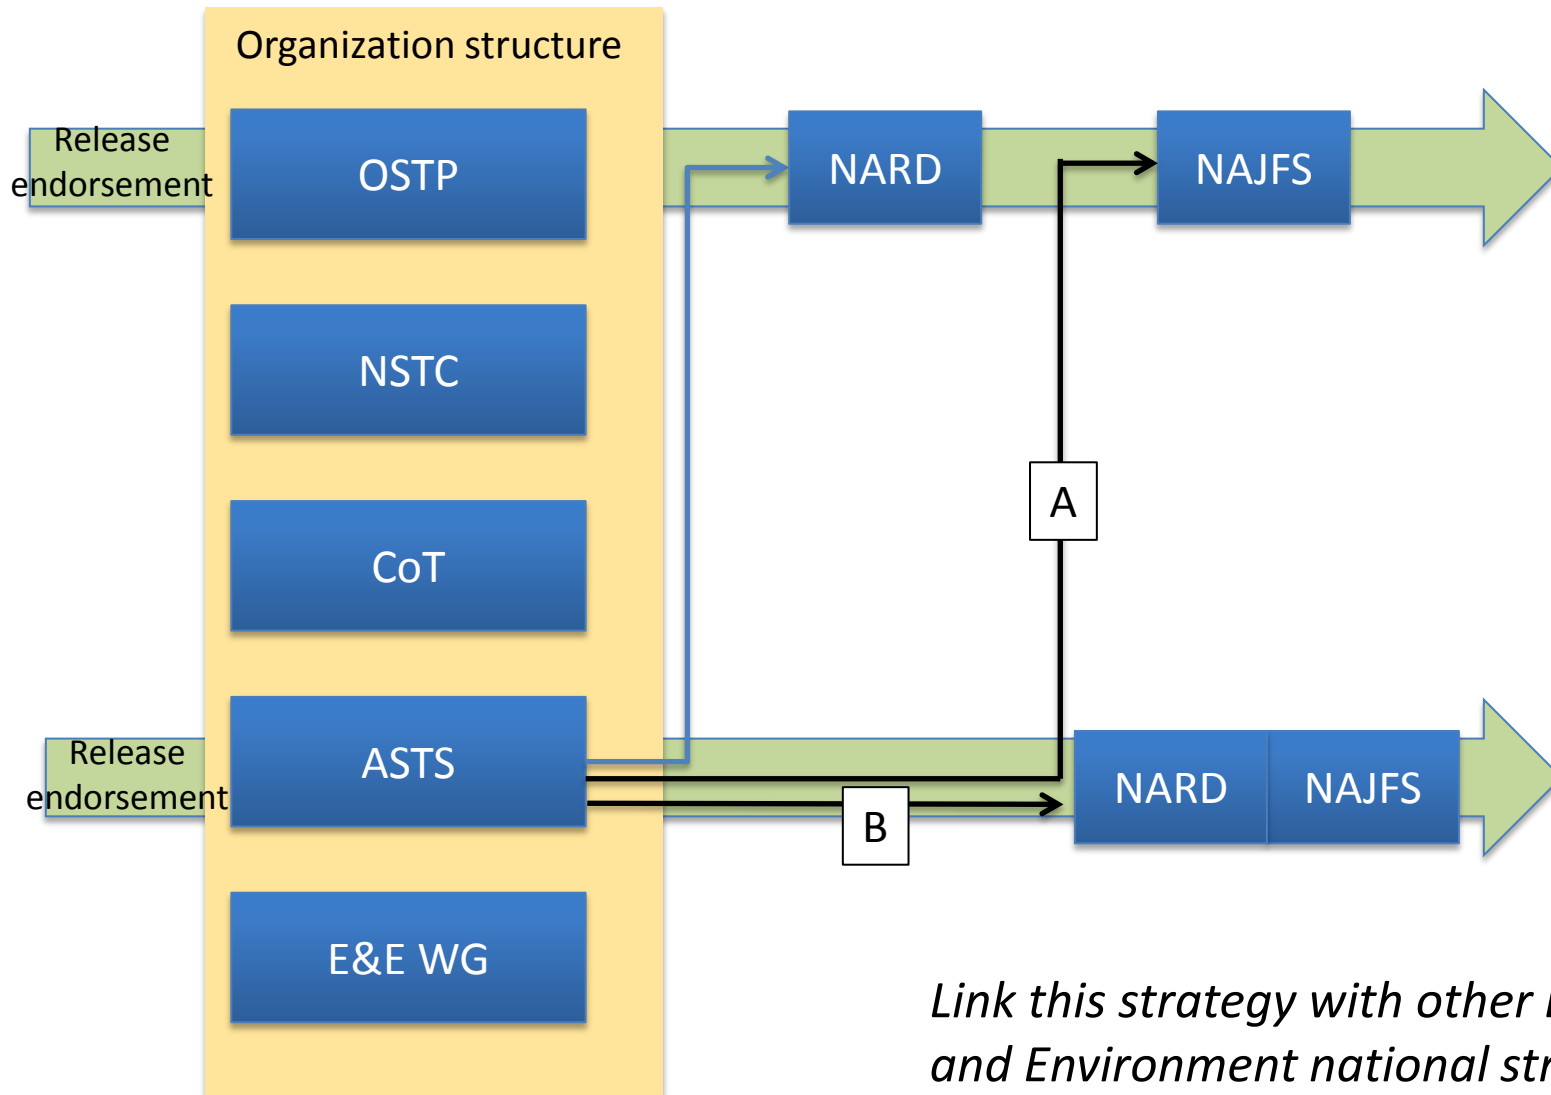 Organization structure
Release
endorsement
OSTP
NARD
NAJFS
NSTC
A
CoT
Release
endorsement
ASTS
B
NARD
NAJFS
E&E WG
Link this strategy with other
and Environment national